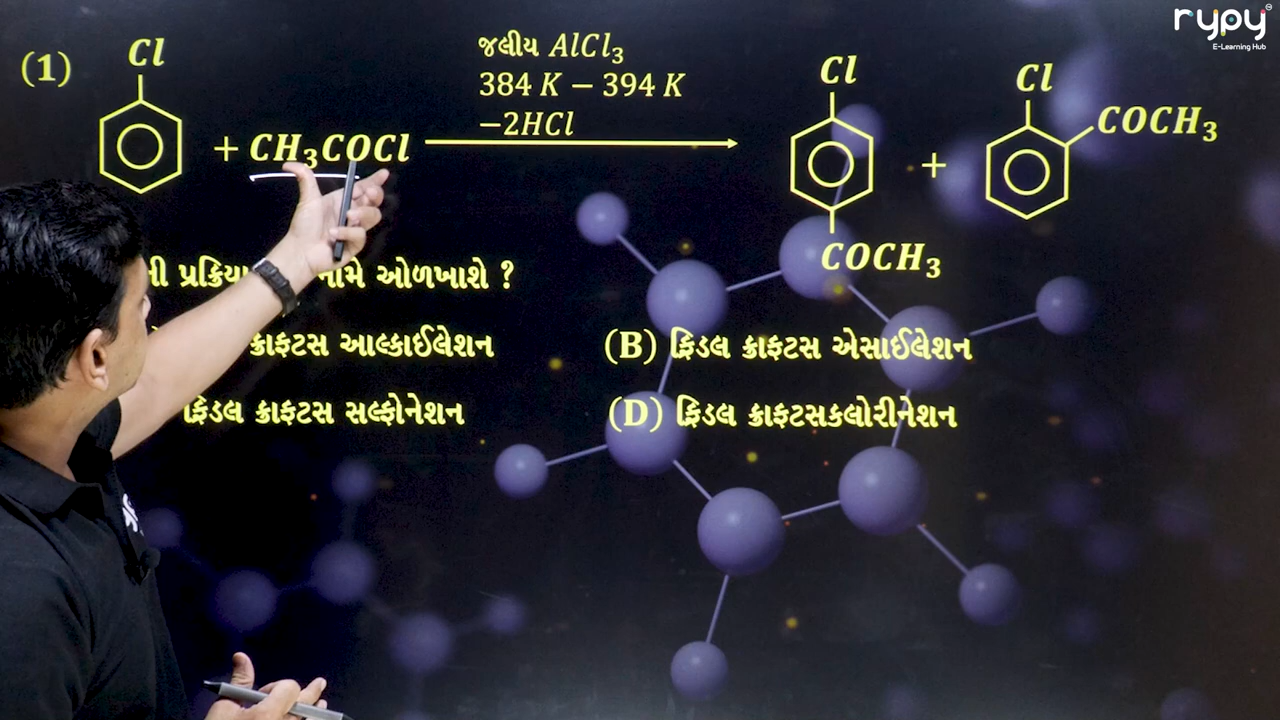 rypy
E-Learning Hub
(1)
Cl
+ CH₃COCl
જલીય AlCl₃
384 K – 394 K
–2HCl
Cl
COCH₃
+
Cl
COCH₃
પ્રક્રિયા નામે ઓળખાશે ?
ક્રાફટસ આલ્કાઈલેશન
(B) ફ્રિડલ ક્રાફટસ એસાઈલેશન
ફ્રિડલ ક્રાફટસ સલ્ફોનેશન
(D) ફ્રિડલ ક્રાફટસકલોરીનેશન